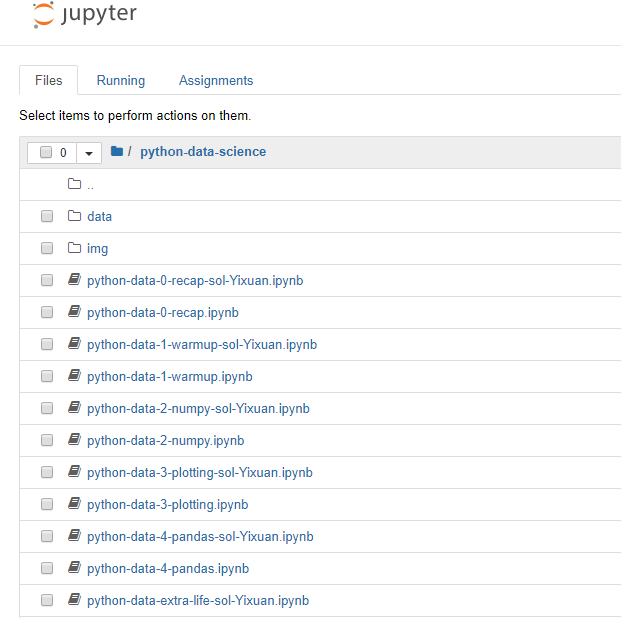 jupyter
Files Running Assignments
Select items to perform actions on them.
0 / python-data-science
..
data
img
python-data-0-recap-sol-Yixuan.ipynb
python-data-0-recap.ipynb
python-data-1-warmup-sol-Yixuan.ipynb
python-data-1-warmup.ipynb
python-data-2-numpy-sol-Yixuan.ipynb
python-data-2-numpy.ipynb
python-data-3-plotting-sol-Yixuan.ipynb
python-data-3-plotting.ipynb
python-data-4-pandas-sol-Yixuan.ipynb
python-data-4-pandas.ipynb
python-data-extra-life-sol-Yixuan.ipynb